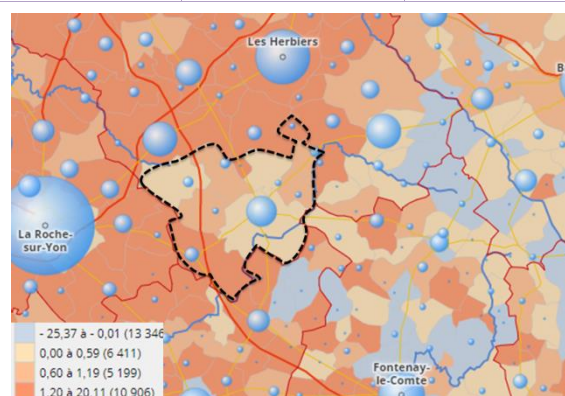 Les Herbiers
B
La Roche-
sur-Yon
Fontenay-
le-Comte
- 25,37 à - 0,01 (13 346
0,00 à 0,59 (6 411)
0,60 à 1,19 (5 199)
1,20 à 20,11 (10 906)